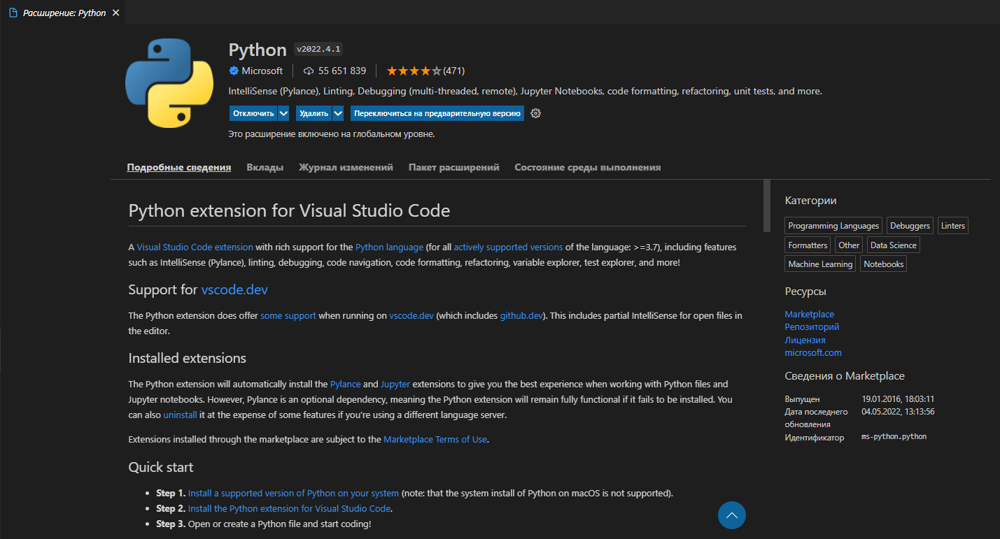 Расширение: Python
Python v2022.4.1
Microsoft 55 651 839 (471)
IntelliSense (Pylance), Linting, Debugging (multi-threaded, remote), Jupyter Notebooks, code formatting, refactoring, unit tests, and more.
Отключить Удалить Переключиться на предварительную версию
Это расширение включено на глобальном уровне.
Подробные сведения Вклады Журнал изменений Пакет расширений Состояние среды выполнения
Python extension for Visual Studio Code
A Visual Studio Code extension with rich support for the Python language (for all actively supported versions of the language: >=3.7), including features
such as IntelliSense (Pylance), linting, debugging, code navigation, code formatting, refactoring, variable explorer, test explorer, and more!
Support for vscode.dev
The Python extension does offer some support when running on vscode.dev (which includes github.dev). This includes partial IntelliSense for open files in
the editor.
Installed extensions
The Python extension will automatically install the Pylance and Jupyter extensions to give you the best experience when working with Python files and
Jupyter notebooks. However, Pylance is an optional dependency, meaning the Python extension will remain fully functional if it fails to be installed. You
can also uninstall it at the expense of some features if you're using a different language server.
Extensions installed through the marketplace are subject to the Marketplace Terms of Use.
Quick start
• Step 1. Install a supported version of Python on your system (note: that the system install of Python on macOS is not supported).
• Step 2. Install the Python extension for Visual Studio Code.
• Step 3. Open or create a Python file and start coding!
Категории
Programming Languages Debuggers Linters
Formatters Other Data Science
Machine Learning Notebooks
Ресурсы
Marketplace
Репозиторий
Лицензия
microsoft.com
Сведения о Marketplace
Выпущен 19.01.2016, 18:03:11
Дата последнего 04.05.2022, 13:13:56
обновления
Идентификатор ms-python.python